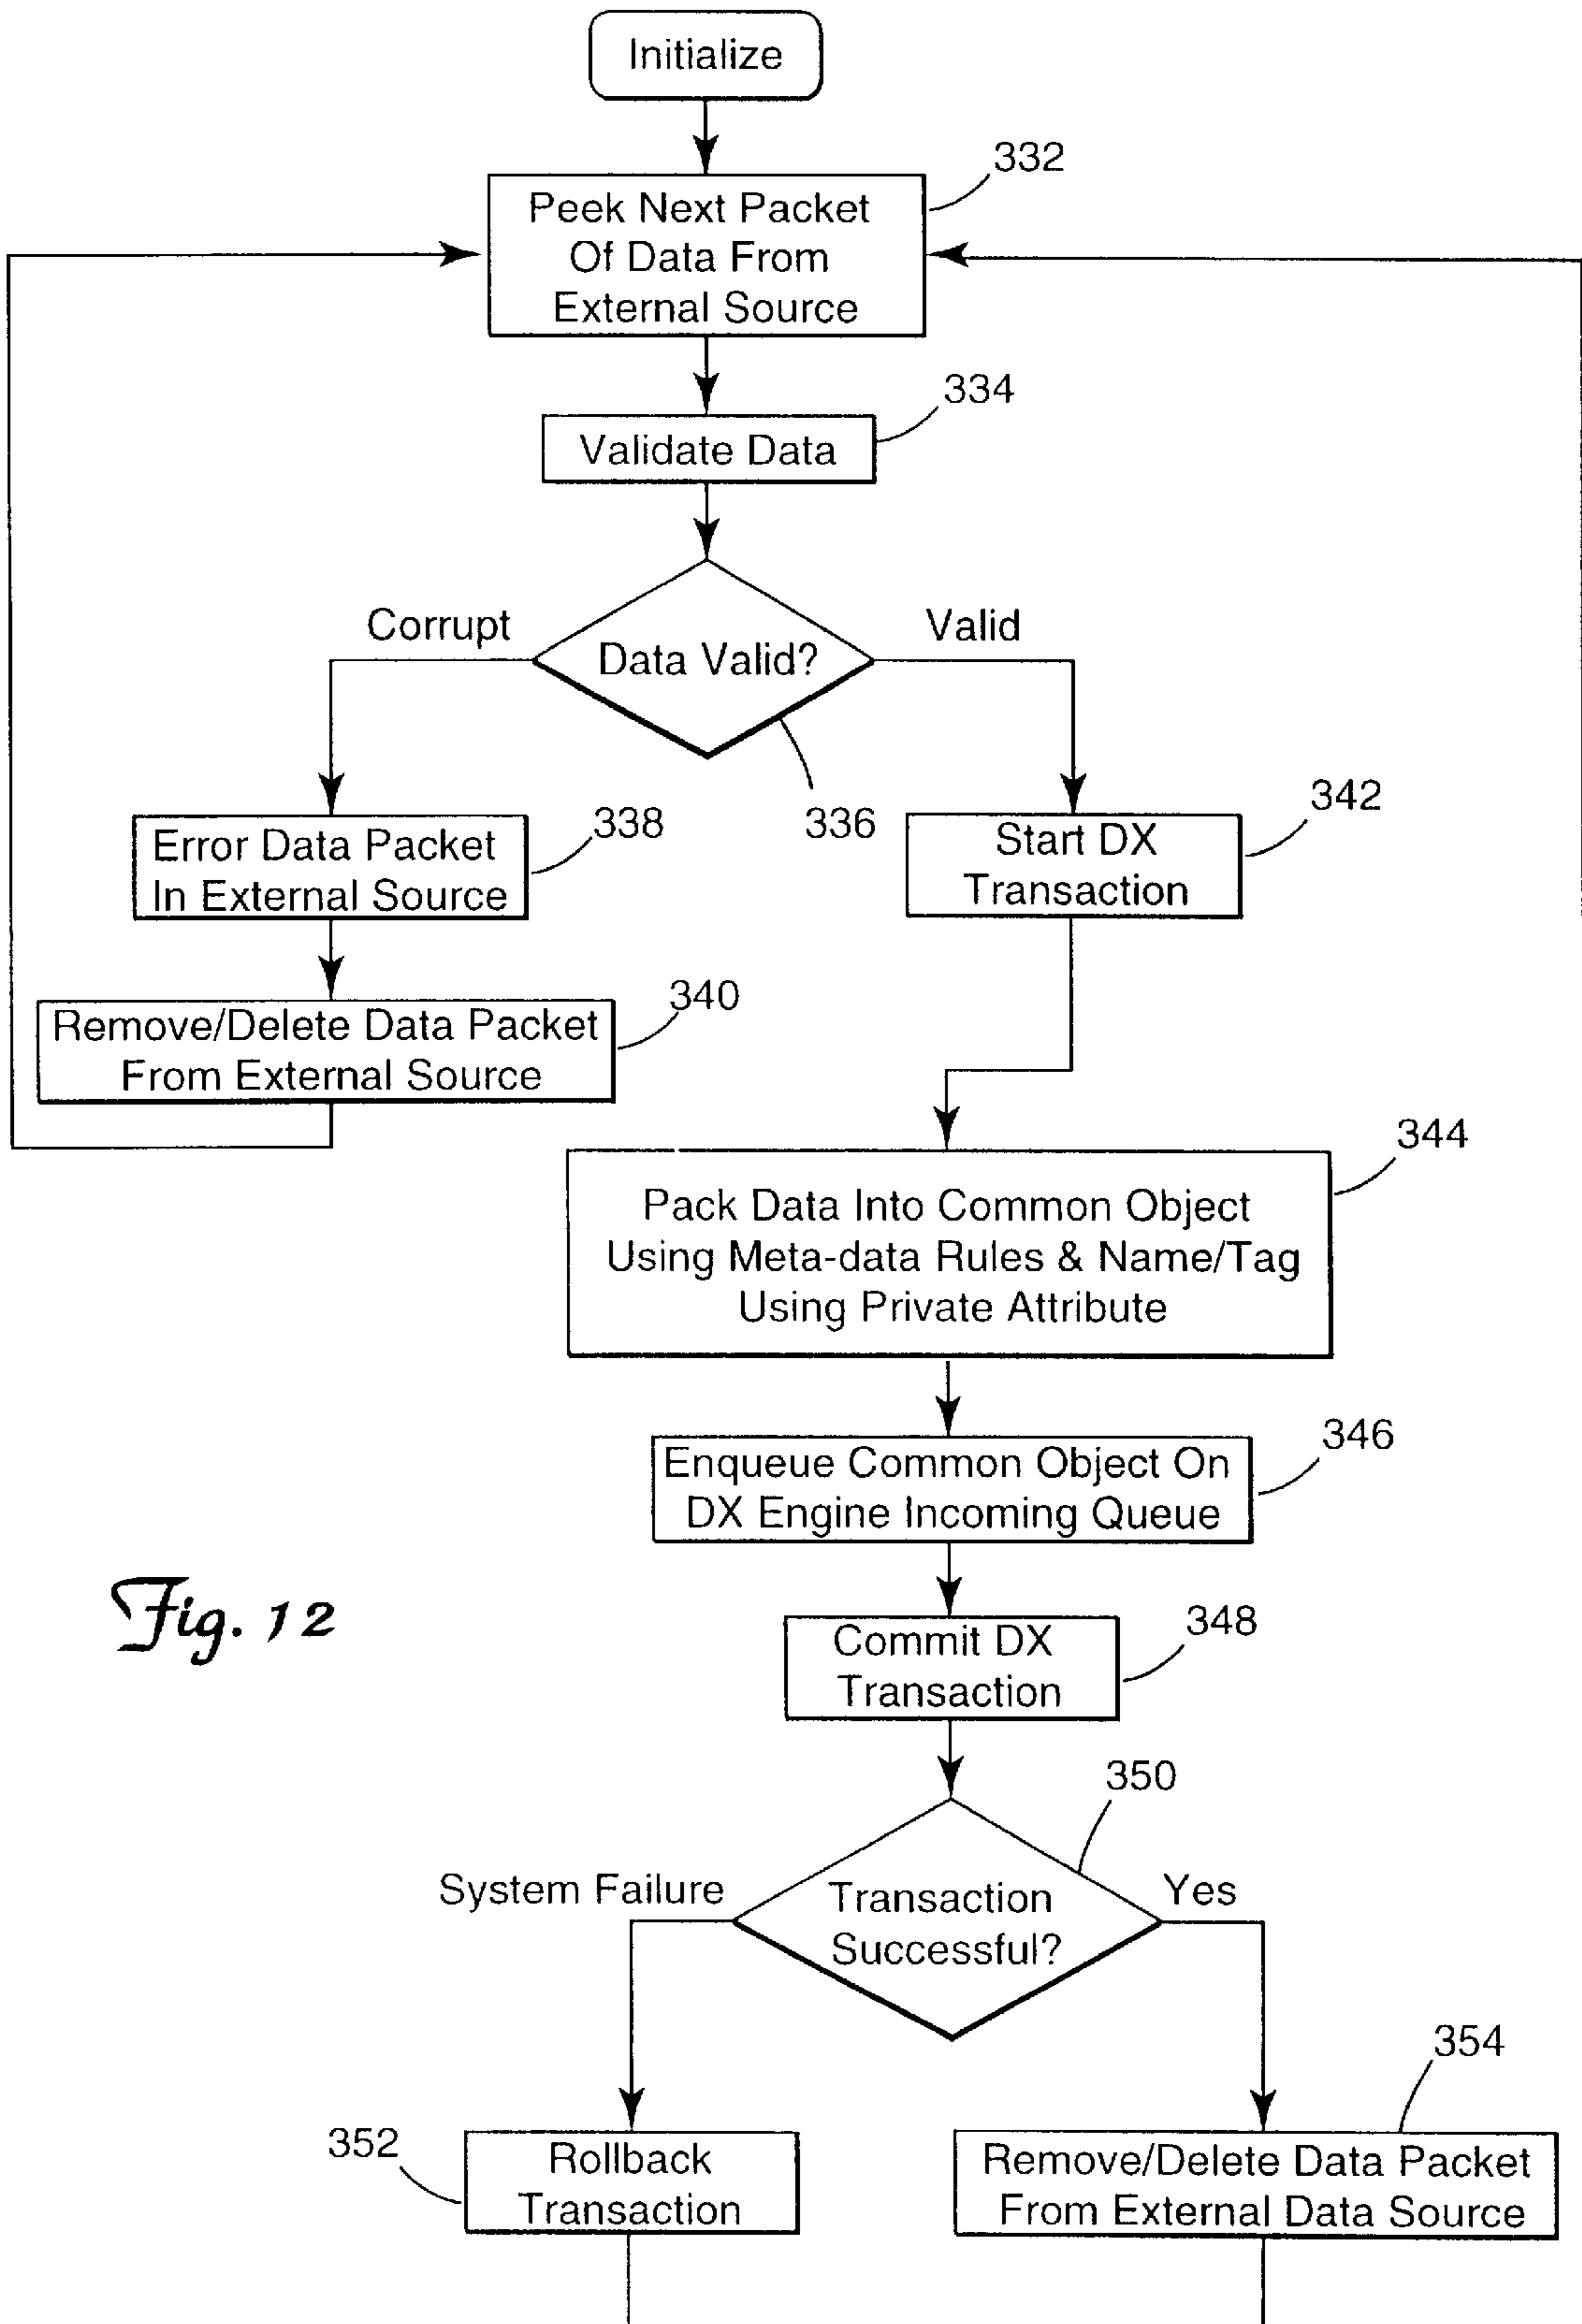 Initialize
332
Peek Next Packet
Of Data From
External Source
334
Validate Data
Corrupt
Valid
Data Valid?
336
338
Error Data Packet
In External Source
342
Start DX
Transaction
340
Remove/Delete Data Packet
From External Source
344
Pack Data Into Common Object
Using Meta-data Rules & Name/Tag
Using Private Attribute
346
Enqueue Common Object On
DX Engine Incoming Queue
Fig. 12
348
Commit DX
Transaction
350
System Failure
Yes
Transaction
Successful?
354
352
Rollback
Transaction
Remove/Delete Data Packet
From External Data Source